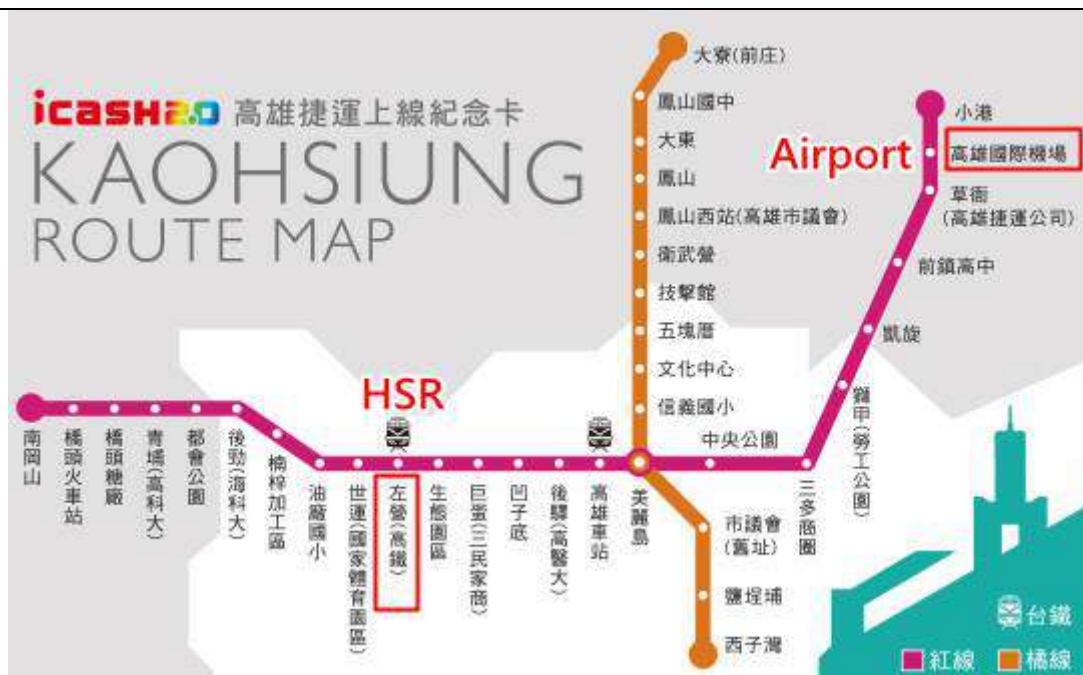 icash2.0 高雄捷運上線紀念卡
KAOHSIUNG
ROUTE MAP
大寮(前庄)
鳳山國中
大東
鳳山
鳳山西站(高雄市議會)
衛武營
技擊館
五塊厝
文化中心
信義國小
Airport
小港
高雄國際機場
草衙
(高雄捷運公司)
前鎮高中
凱旋
獅甲(勞工公園)
三多商圈
中央公園
HSR
南岡山
橋頭火車站
橋頭糖廠
青埔(高科大)
都會公園
後勁(海科大)
楠梓加工區
油廠國小
世運(國家體育園區)
左營(高鐵)
生態園區
巨蛋(三民家商)
凹子底
後驛(高醫大)
高雄車站
美麗島
市議會
(舊址)
鹽埕埔
西子灣
台鐵
紅線 橘線